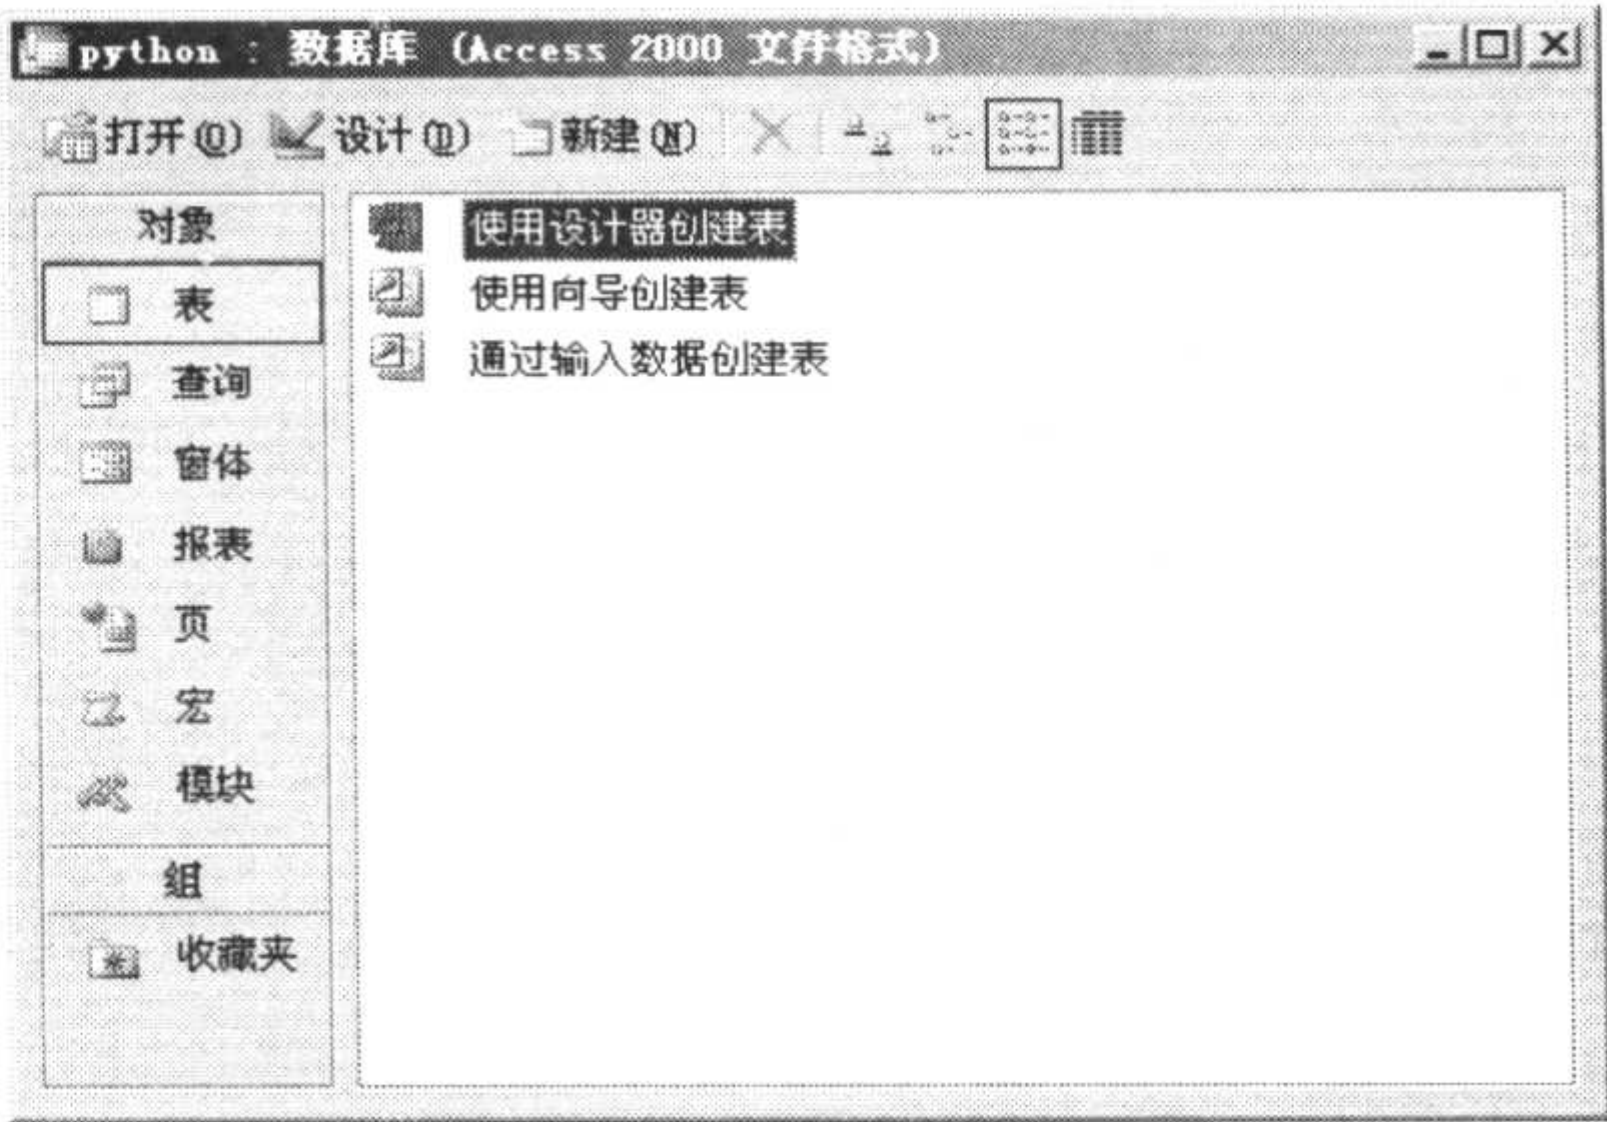 python : 数据库 (Access 2000 文件格式)
打开(O) 设计(D) 新建(N)
对象
表
查询
窗体
报表
页
宏
模块
组
收藏夹
使用设计器创建表
使用向导创建表
通过输入数据创建表